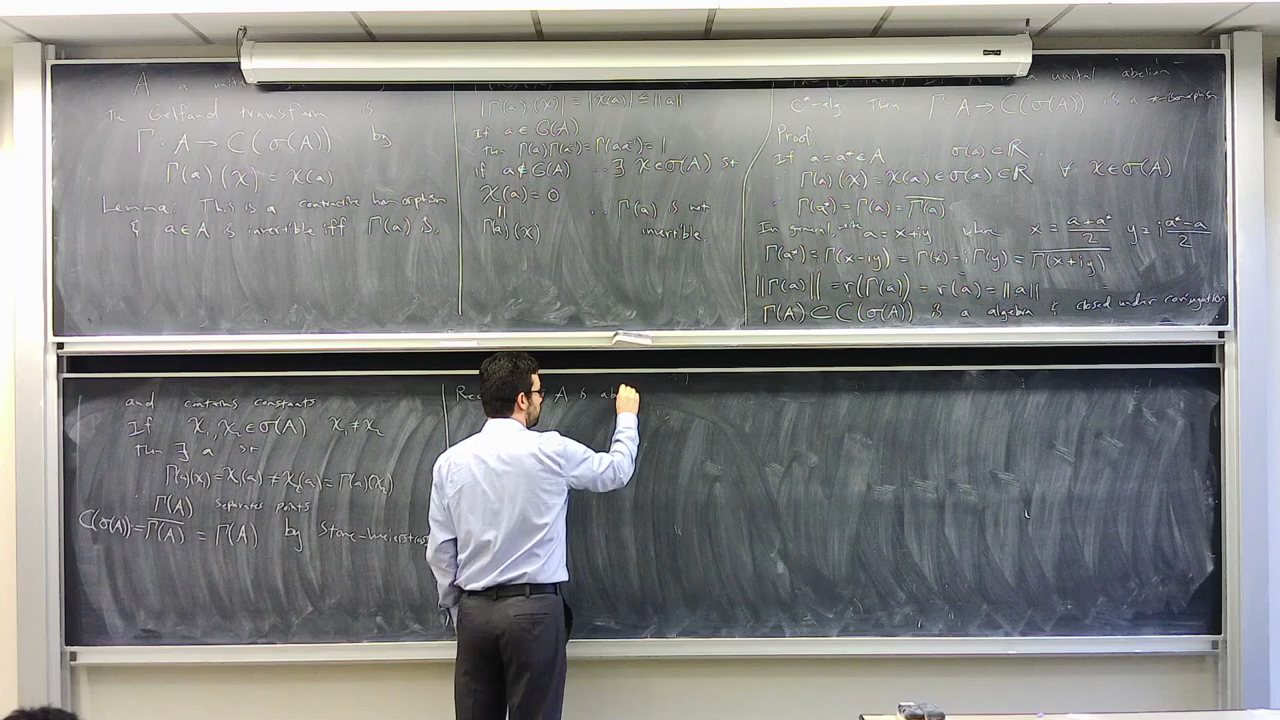 A a
The Gelfand transform is
Γ : A → C(σ(A)) by
Γ(a)(χ) = χ(a)
Lemma: This is a contractive homorphism
& a∈A is invertible iff Γ(a) is.
|Γ(a)(χ)| = |χ(a)| ≤ ||a||
If a ∈ G(A)
then Γ(a)Γ(a⁻¹) = Γ(aa⁻¹) = 1
if a ∉ G(A) ∴ ∃ χ∈σ(A) st
χ(a) = 0
∴ Γ(a) is not
invertible.
||
Γ(a)(χ)
unital abelian
C*-alg Then Γ A → C(σ(A)) is a *-isomorphism
Proof.
If a = a* ∈ A σ(a) ⊂ ℝ
Γ(a)(χ) = χ(a) ∈ σ(a) ⊂ ℝ ∀ χ∈σ(A)
∴ Γ(a*) = Γ(a) = \overline{Γ(a)}
In general, write a = x+iy where x = \frac{a+a*}{2} y = i\frac{a*-a}{2}
Γ(a*) = Γ(x-iy) = Γ(x) - iΓ(y) = \overline{Γ(x+iy)}
||Γ(a)|| = r(Γ(a)) = r(a) = ||a||
Γ(A) ⊂ C(σ(A)) is a algebra & closed under conjugation
and contains constants.
If χ₁, χ₂ ∈ σ(A) χ₁ ≠ χ₂
then ∃ a st
Γ(a)(χ₁) = χ₁(a) ≠ χ₂(a) = Γ(a)(χ₂)
Γ(A) separates points
C(σ(A)) = \overline{Γ(A)} = Γ(A) by Stone-Weierstrass
A is ab